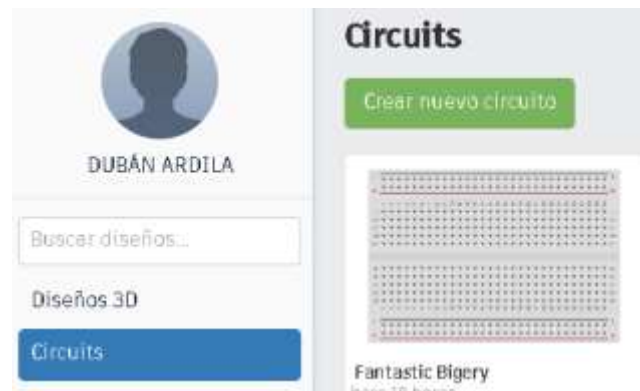 DUBÁN ARDILA
Buscar diseños...
Diseños 3D
Circuits
Circuits
Crear nuevo circuito
Fantastic Bigery